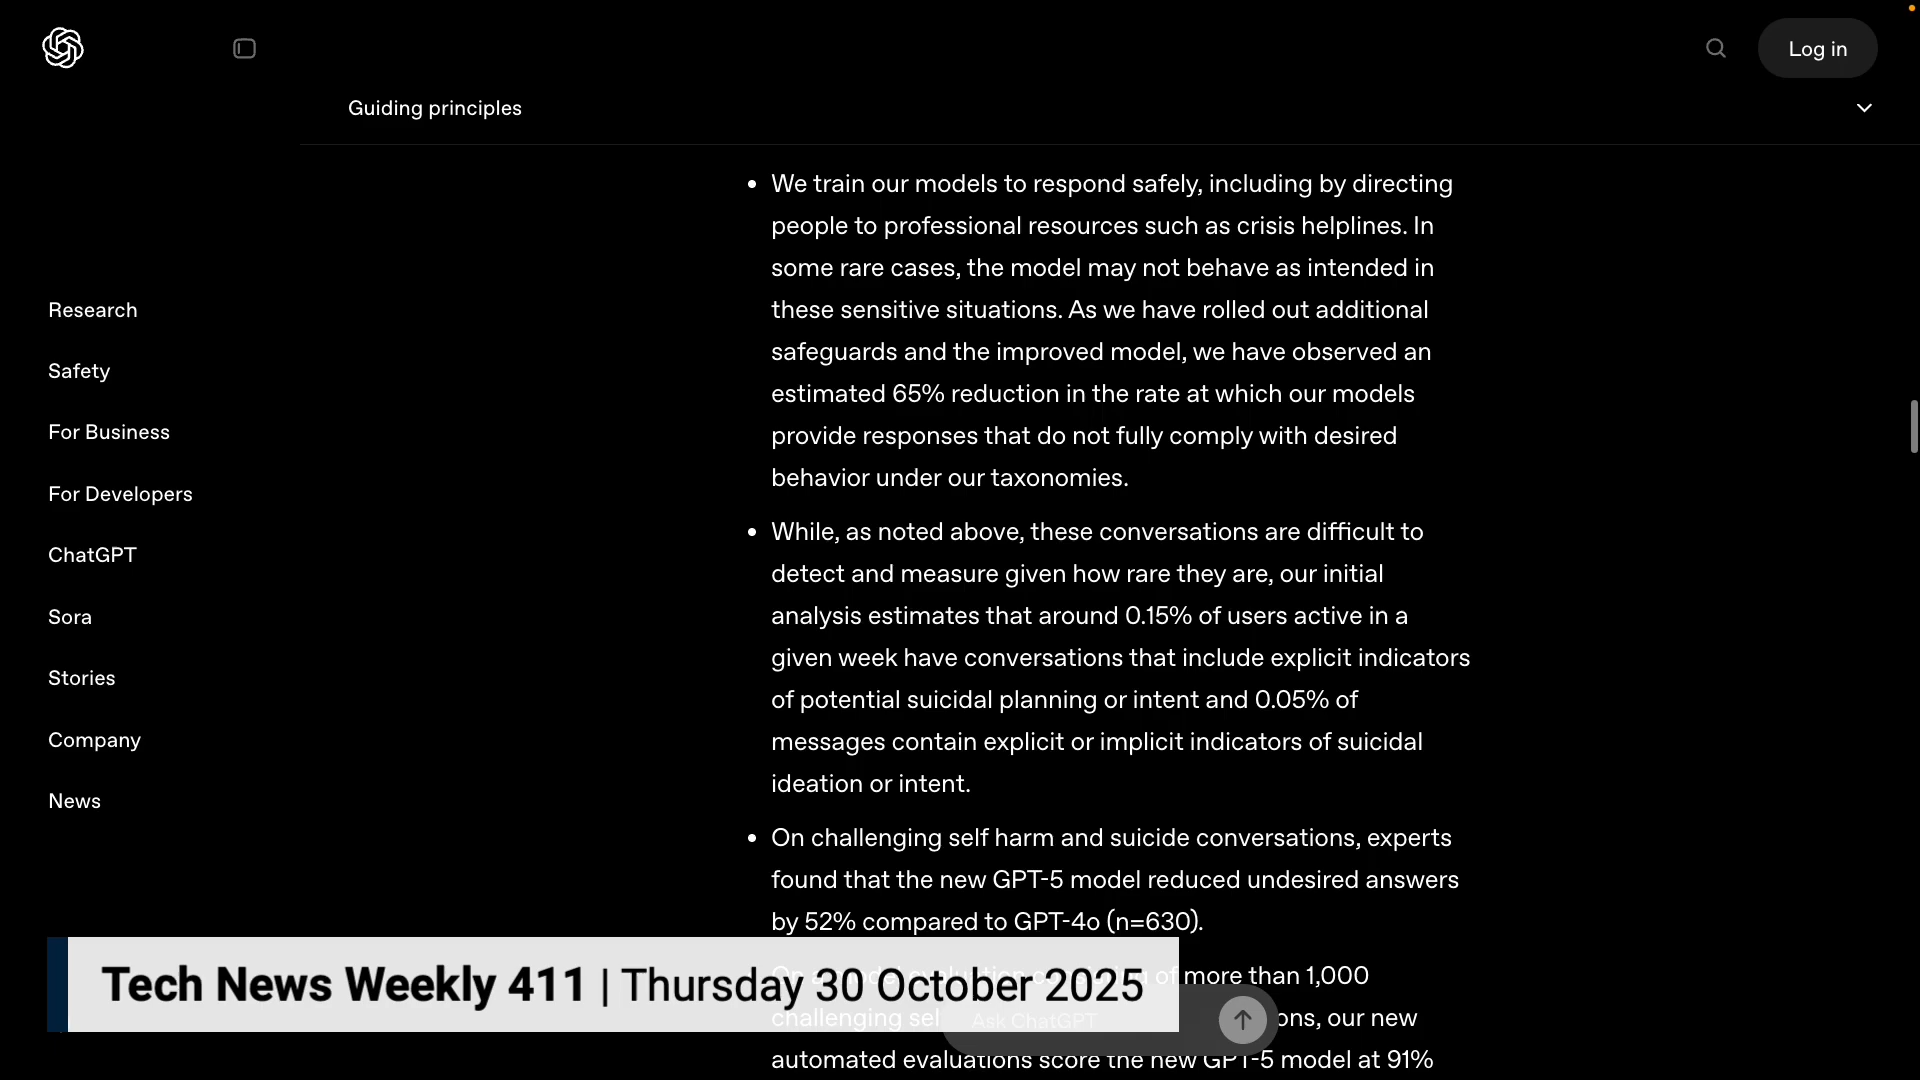 Log in
Guiding principles
Research
Safety
For Business
For Developers
ChatGPT
Sora
Stories
Company
News
• We train our models to respond safely, including by directing
people to professional resources such as crisis helplines. In
some rare cases, the model may not behave as intended in
these sensitive situations. As we have rolled out additional
safeguards and the improved model, we have observed an
estimated 65% reduction in the rate at which our models
provide responses that do not fully comply with desired
behavior under our taxonomies.
• While, as noted above, these conversations are difficult to
detect and measure given how rare they are, our initial
analysis estimates that around 0.15% of users active in a
given week have conversations that include explicit indicators
of potential suicidal planning or intent and 0.05% of
messages contain explicit or implicit indicators of suicidal
ideation or intent.
• On challenging self harm and suicide conversations, experts
found that the new GPT-5 model reduced undesired answers
by 52% compared to GPT-4o (n=630).
of more than 1,000
challenging sel ons, our new
automated evaluations score the new GPT-5 model at 91%
Ask ChatGPT
Tech News Weekly 411 | Thursday 30 October 2025